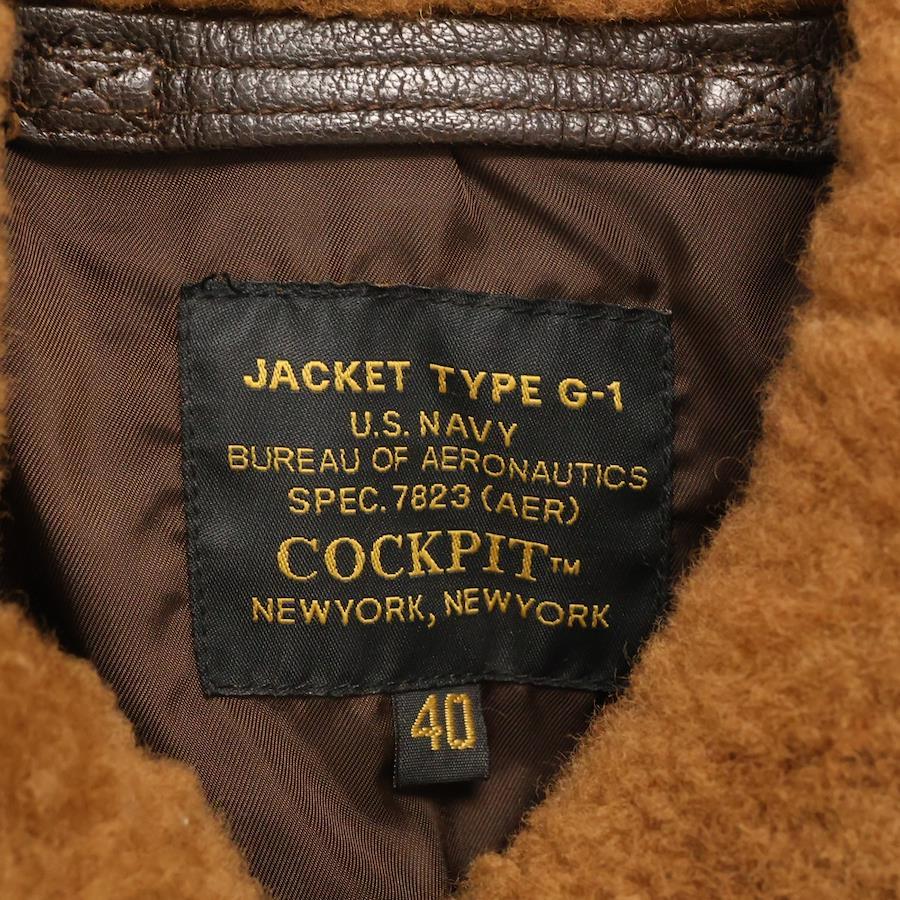 JACKET TYPE G-1
U.S. NAVY
BUREAU OF AERONAUTICS
SPEC. 7823 (AER)
COCKPIT™
NEWYORK, NEWYORK
40